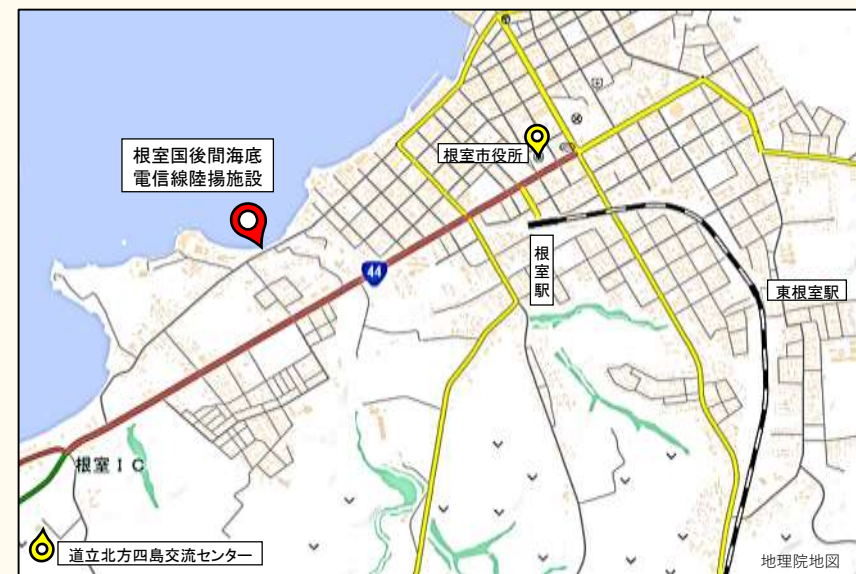 根室国後間海底
電信線陸揚施設
根室市役所
44
根室駅
東根室駅
根室IC
道立北方四島交流センター
地理院地図